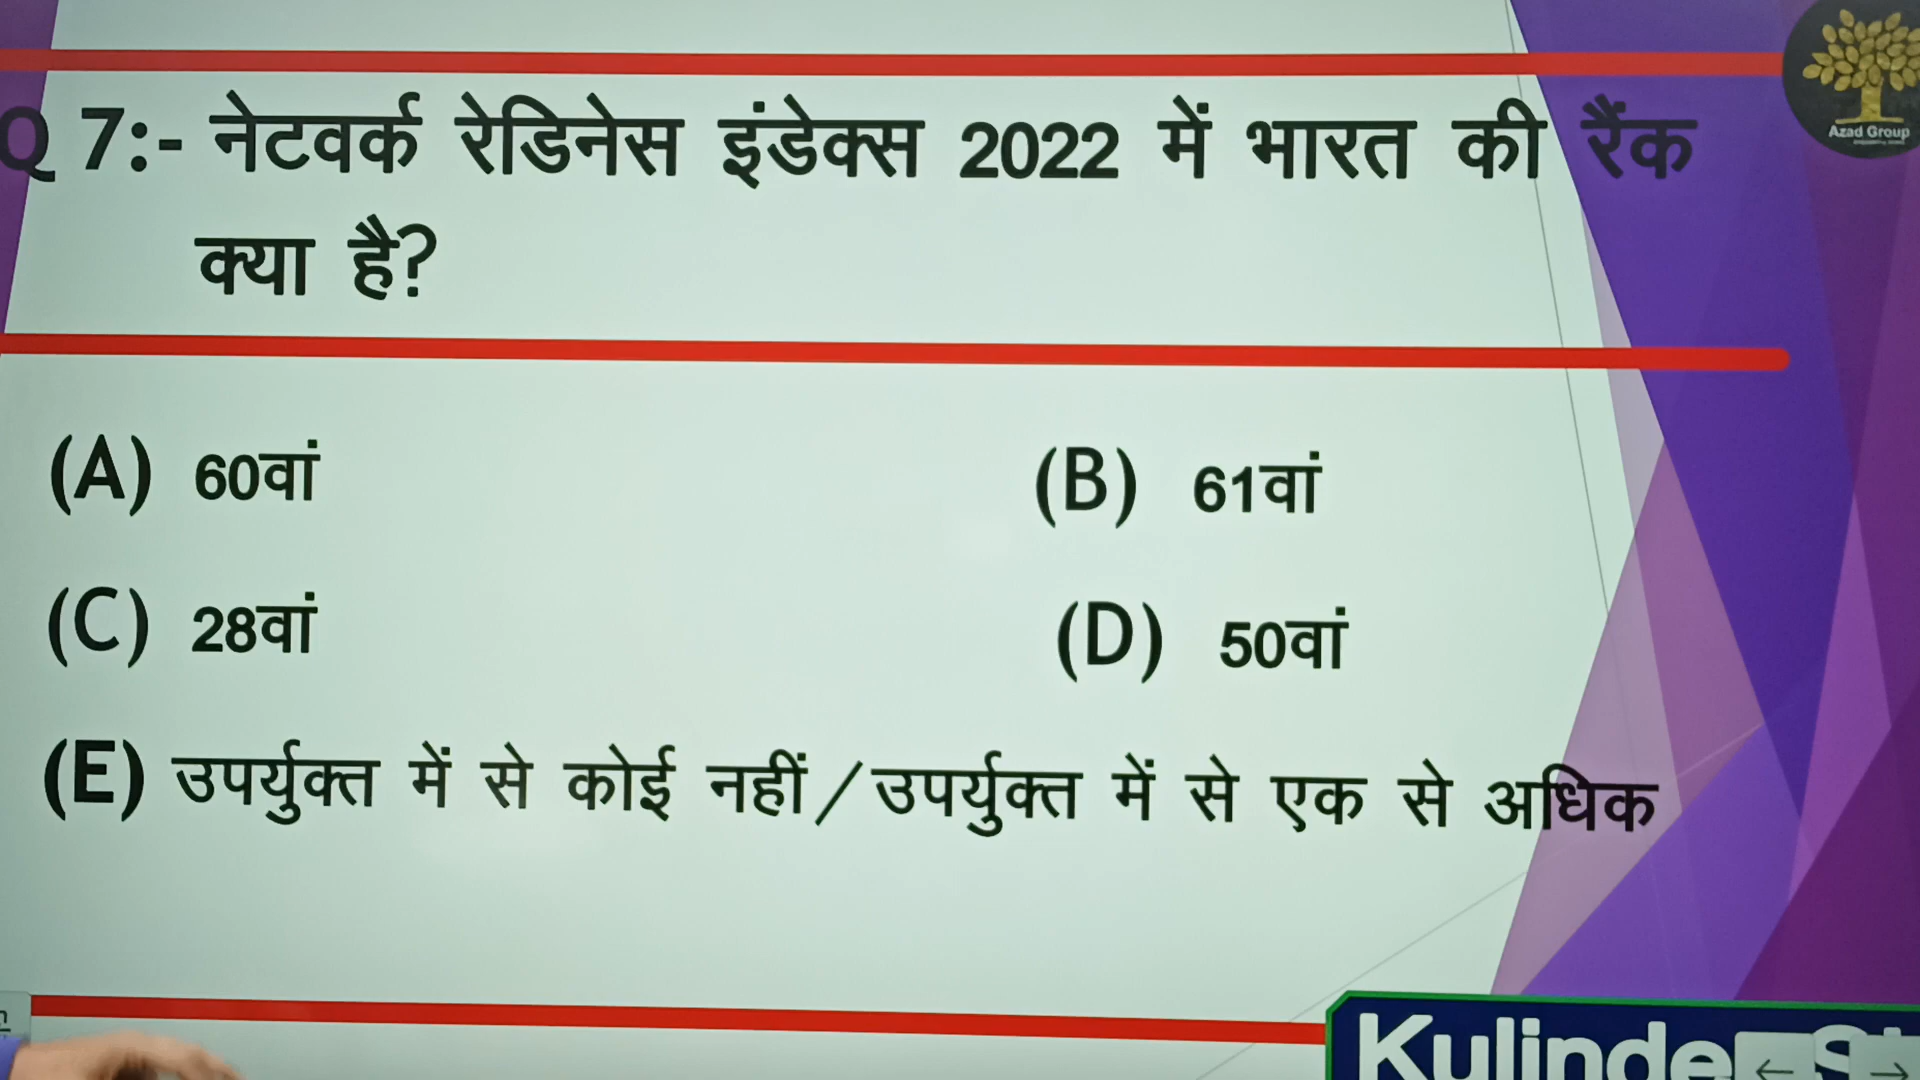 Q 7:- नेटवर्क रेडिनेस इंडेक्स 2022 में भारत की रैंक
क्या है?
(A) 60वां
(B) 61वां
(C) 28वां
(D) 50वां
(E) उपर्युक्त में से कोई नहीं/उपर्युक्त में से एक से अधिक
Azad Group